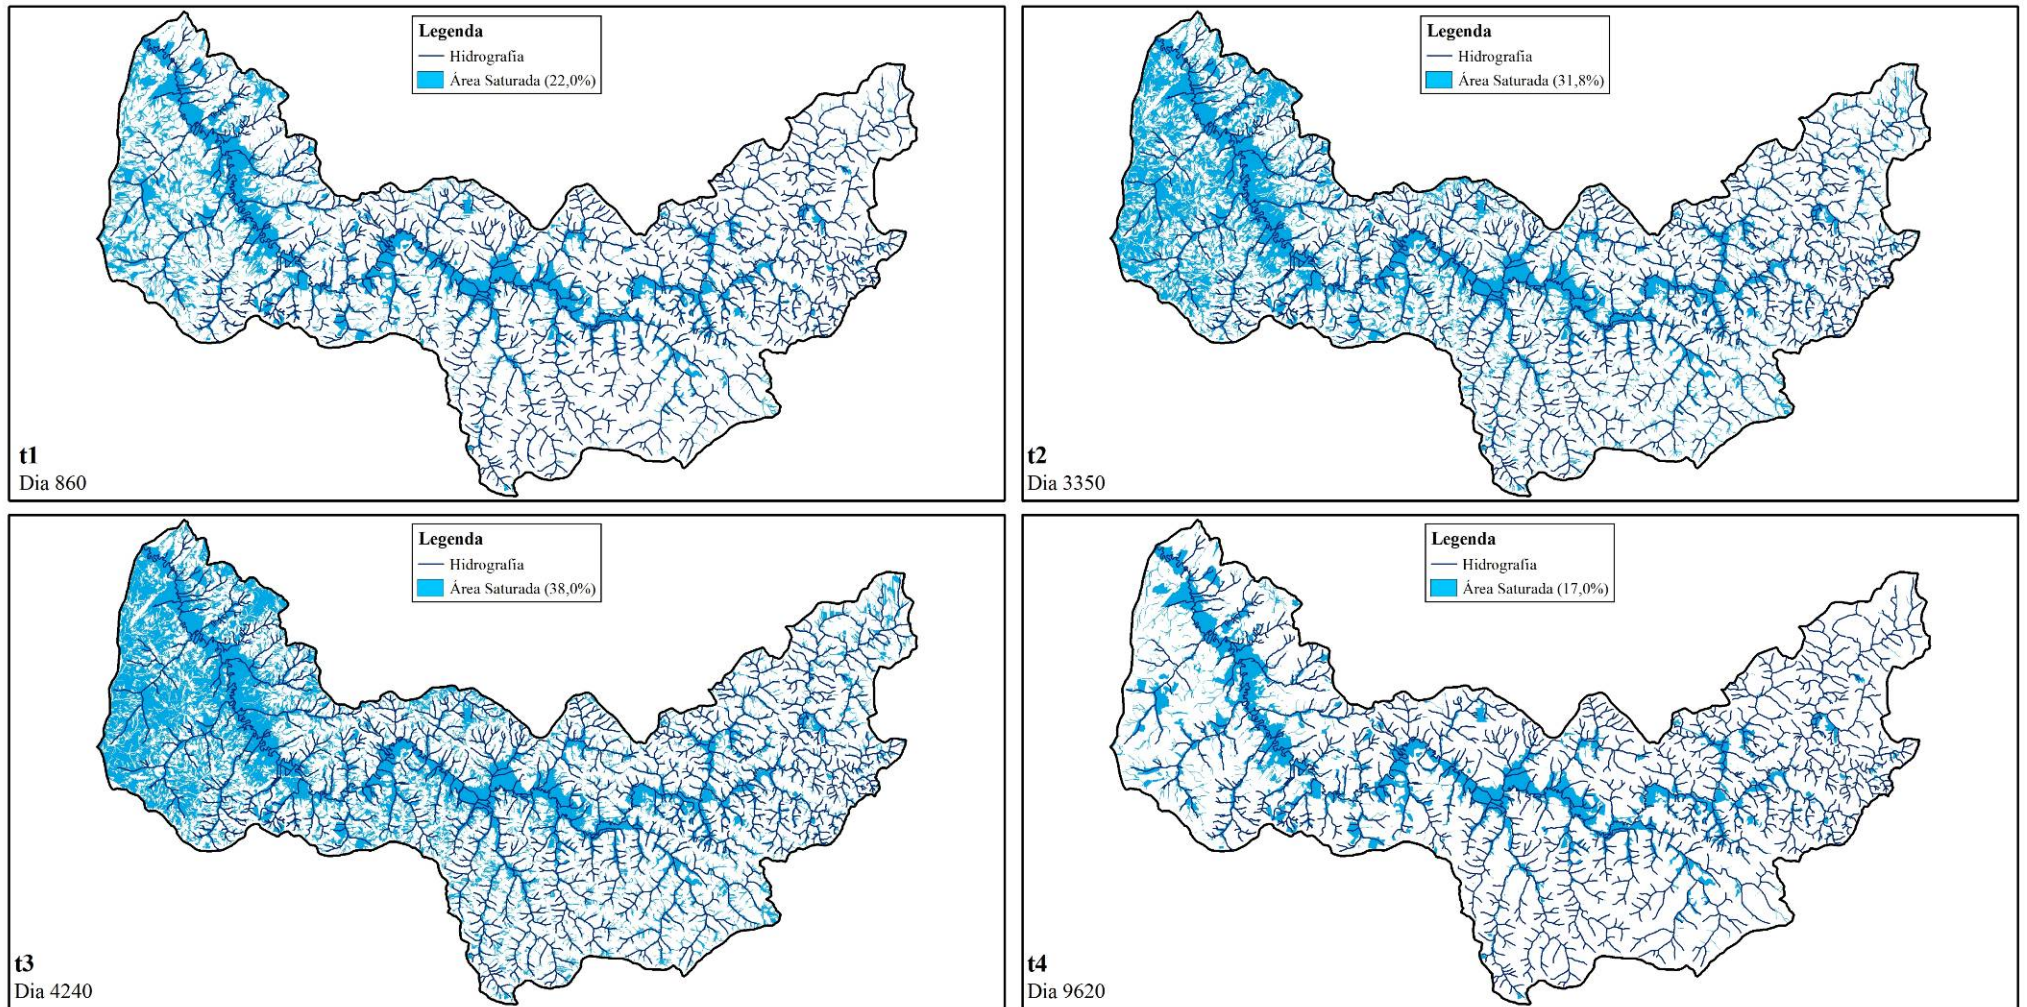 Legenda
Hidrografia
Área Saturada (22,0%)
t1
Dia 860
Legenda
Hidrografia
Área Saturada (31,8%)
t2
Dia 3350
Legenda
Hidrografia
Área Saturada (38,0%)
t3
Dia 4240
Legenda
Hidrografia
Área Saturada (17,0%)
t4
Dia 9620